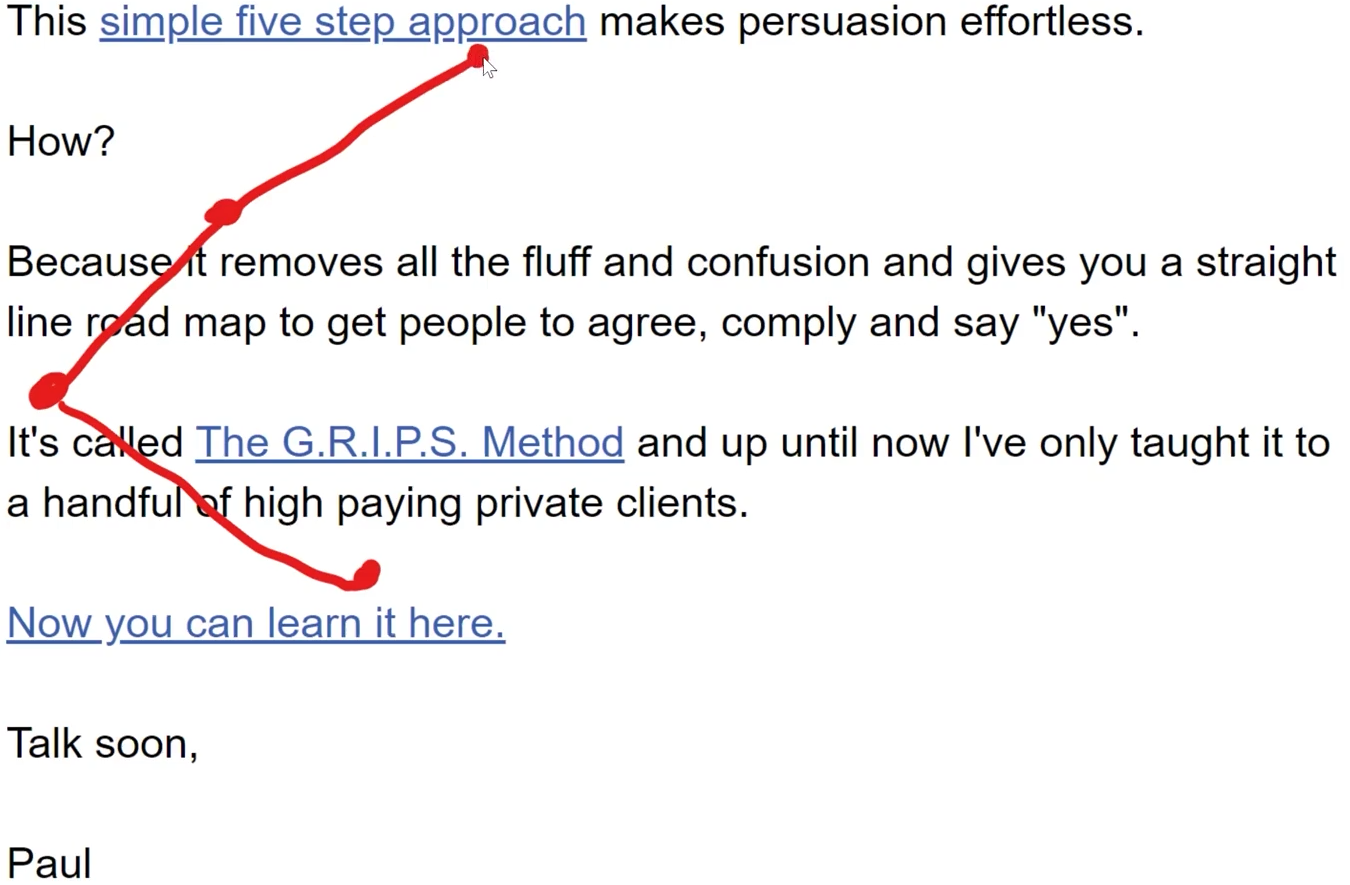 This simple five step approach makes persuasion effortless.
How?
Because it removes all the fluff and confusion and gives you a straight
line road map to get people to agree, comply and say "yes".
It's called The G.R.I.P.S. Method and up until now I've only taught it to
a handful of high paying private clients.
Now you can learn it here.
Talk soon,
Paul